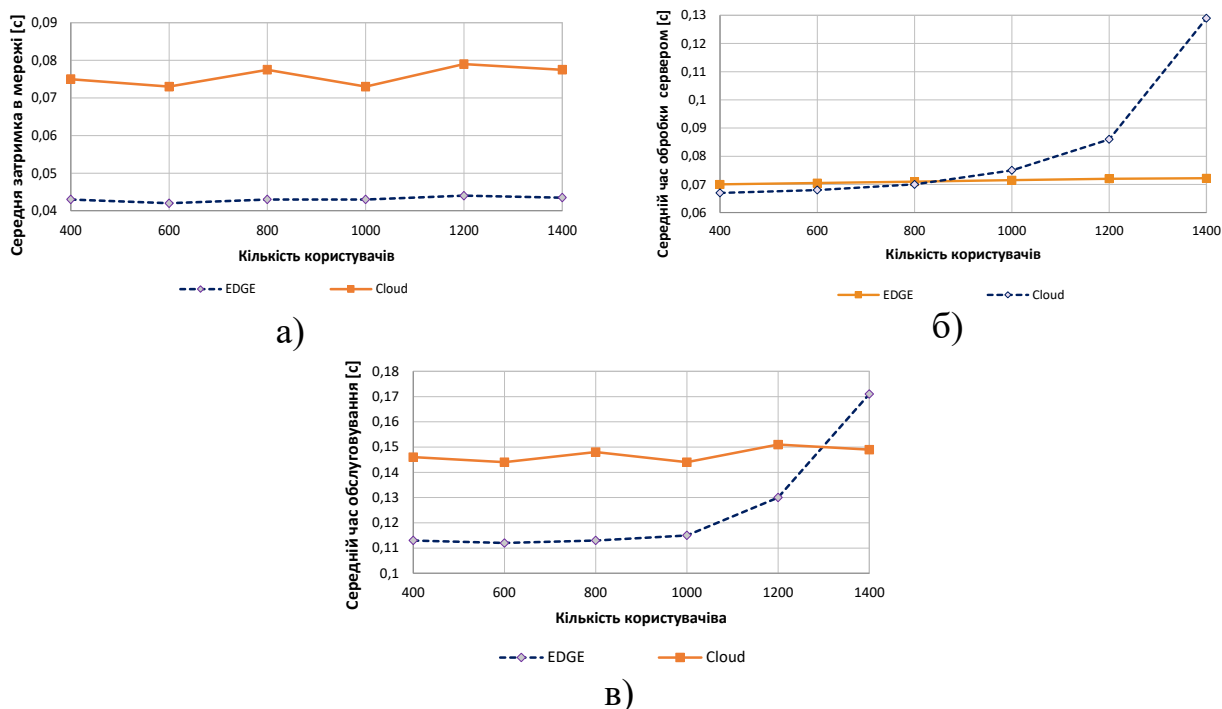 Середня затримка в мережі [с]
0,09
0,08
0,07
0,06
0,05
0,04
400 600 800 1000 1200 1400
Кількість користувачів
EDGE Cloud
а)
Середній час обробки сервером [с]
0,13
0,12
0,11
0,1
0,09
0,08
0,07
0,06
400 600 800 1000 1200 1400
Кількість користувачів
EDGE Cloud
б)
Середній час обслуговування [с]
0,18
0,17
0,16
0,15
0,14
0,13
0,12
0,11
0,1
400 600 800 1000 1200 1400
Кількість користувачіва
EDGE Cloud
в)